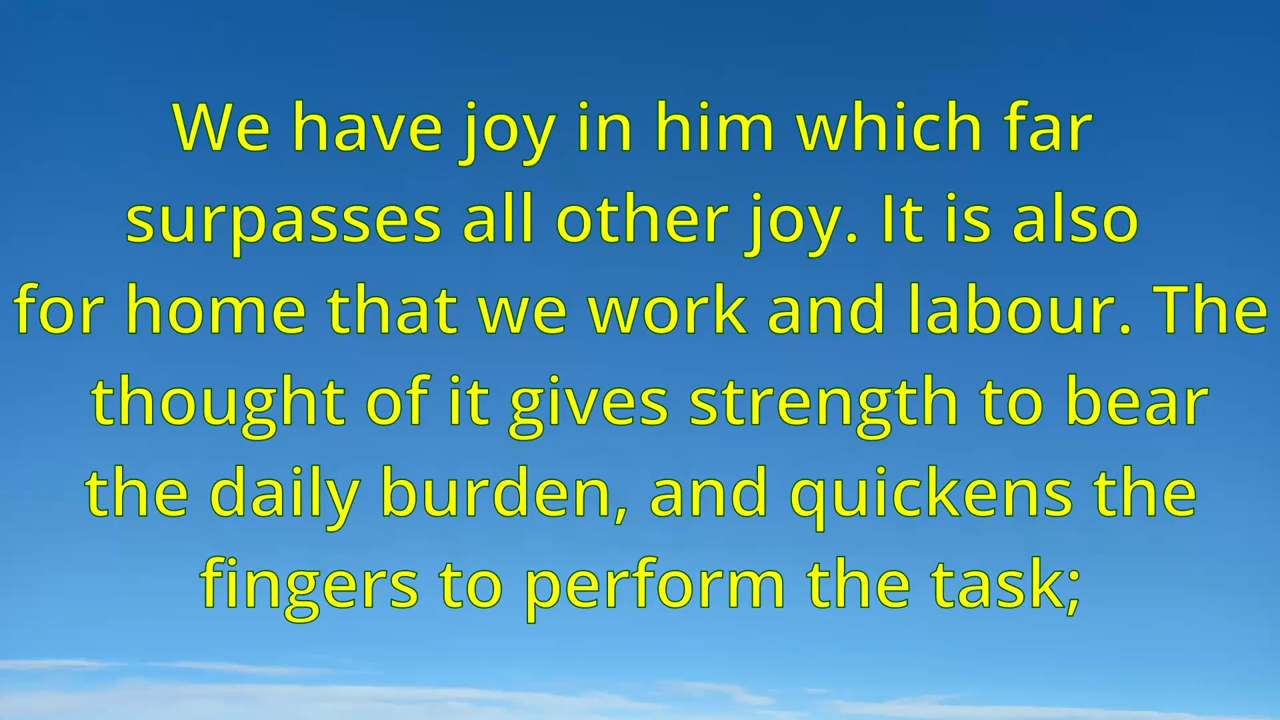 We have joy in him which far
surpasses all other joy. It is also
for home that we work and labour. The
thought of it gives strength to bear
the daily burden, and quickens the
fingers to perform the task;